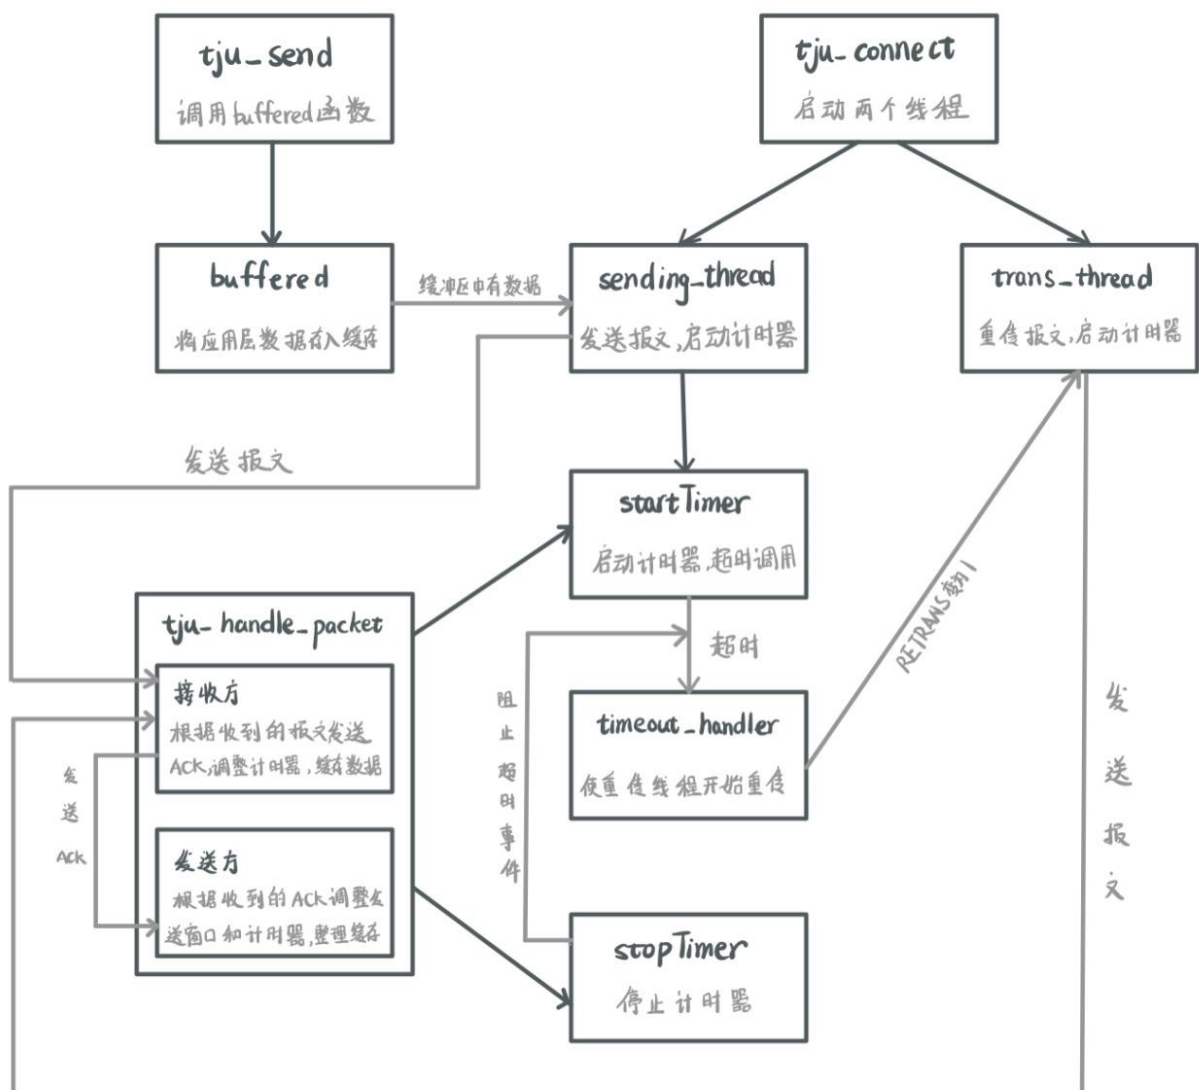 tju_send
调用buffered函数
tju_connect
启动两个线程
buffered
将应用层数据存入缓存
缓冲区中有数据
sending_thread
发送报文,启动计时器
trans_thread
重传报文,启动计时器
发送报文
startTimer
启动计时器,超时调用
超时
RETRANS变为1
tju_handle_packet
接收方
根据收到的报文发送
ACK,调整计时器,缓存数据
发送方
根据收到的ACK调整发
送窗口和计时器,整理缓存
发
送
ACK
阻
止
超
时
事
件
timeout_handler
使重传线程开始重传
stopTimer
停止计时器
发
送
报
文